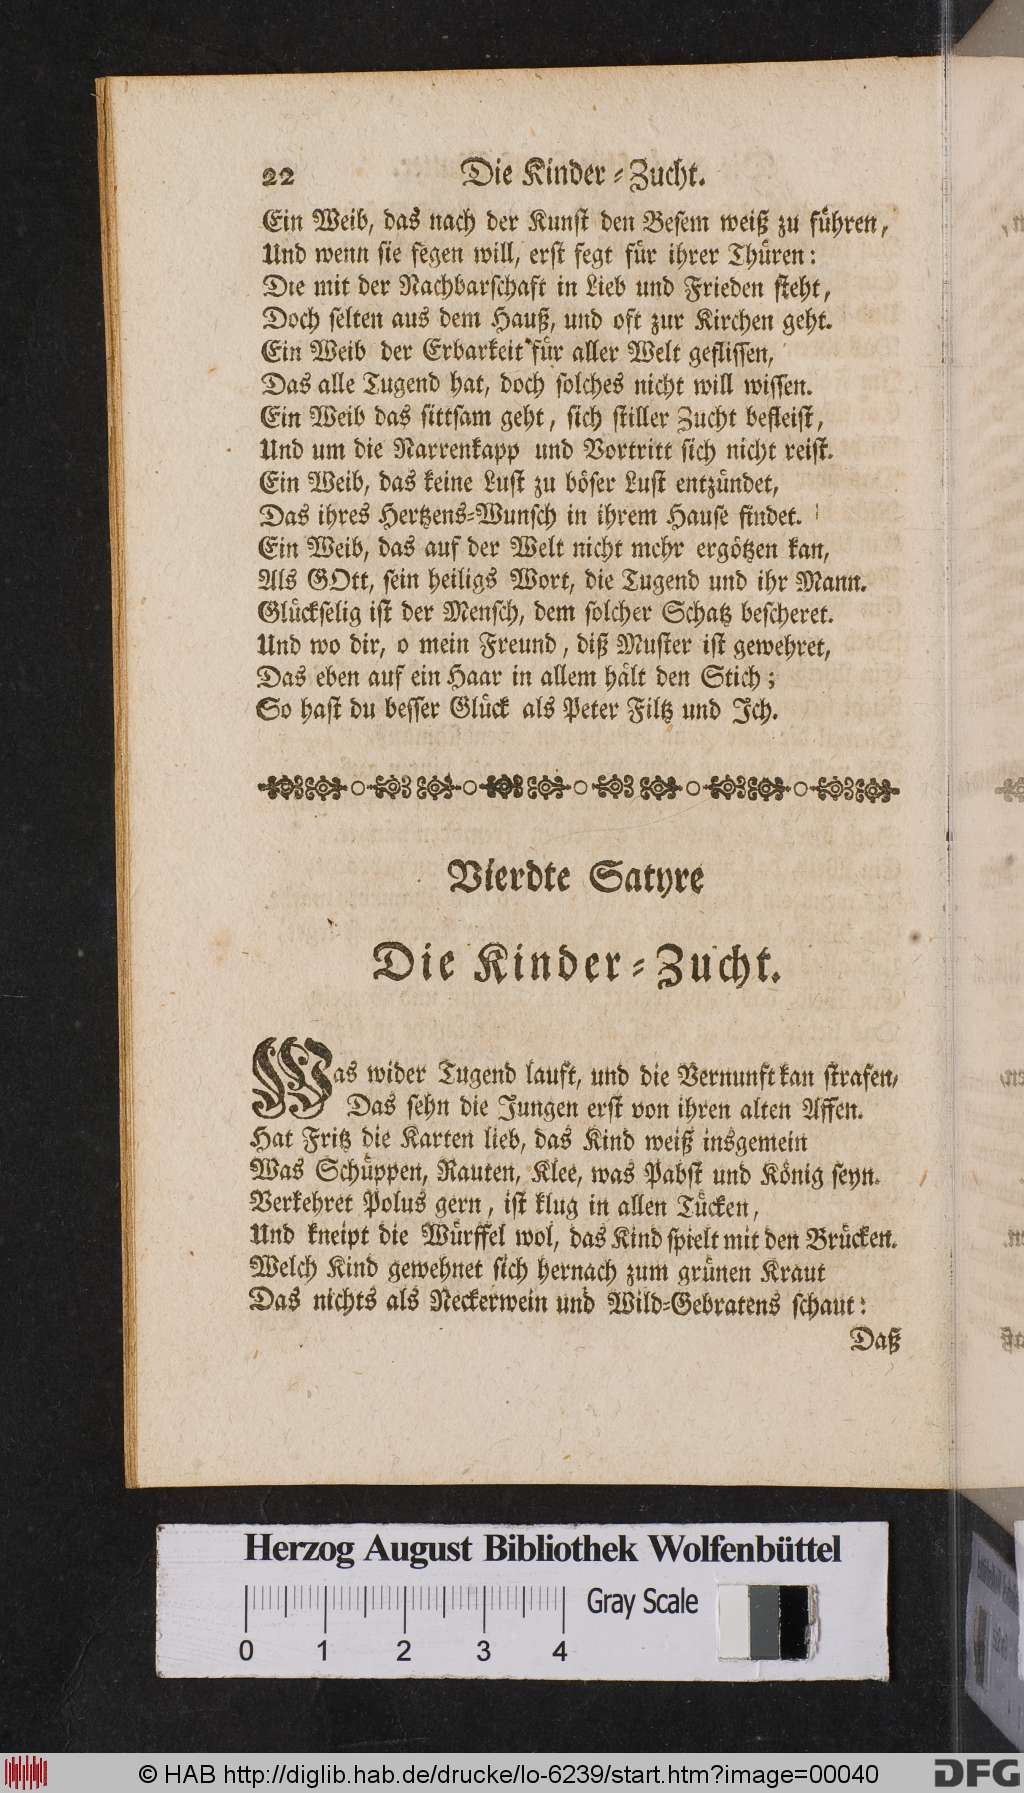 22 Die Kinder-Zucht.
Ein Weib, das nach der Kunst den Besem weiß zu führen,
Und wenn sie fegen will, erst fegt für ihrer Thüren:
Die mit der Nachbarschaft in Lieb und Frieden steht,
Doch selten aus dem Hauß, und oft zur Kirchen geht.
Ein Weib der Erbarkeit für aller Welt geflissen,
Das alle Tugend hat, doch solches nicht will wissen.
Ein Weib das sittsam geht, sich stiller Zucht befleist,
Und um die Narrenkapp und Vortritt sich nicht reist.
Ein Weib, das keine Lust zu böser Lust entzündet,
Das ihres Hertzens-Wunsch in ihrem Hause findet.
Ein Weib, das auf der Welt nicht mehr ergötzen kan,
Als GOtt, sein heiligs Wort, die Tugend und ihr Mann.
Glückselig ist der Mensch, dem solcher Schatz bescheret.
Und wo dir, o mein Freund, diß Muster ist gewehret,
Das eben auf ein Haar in allem hält den Stich;
So hast du besser Glück als Peter Filtz und Ich.
Vierdte Satyre
Die Kinder-Zucht.
Was wider Tugend lauft, und die Vernunft kan strafen,
Das sehn die Jungen erst von ihren alten Affen.
Hat Fritz die Karten lieb, das Kind weiß insgemein
Was Schüppen, Rauten, Klee, was Pabst und König seyn.
Verkehret Polus gern, ist klug in allen Tücken,
Und kneipt die Würffel wol, das Kind spielt mit den Brücken.
Welch Kind gewehnet sich hernach zum grünen Kraut
Das nichts als Neckerwein und Wild-Gebratens schaut:
Daß
Herzog August Bibliothek Wolfenbüttel
Gray Scale
0 1 2 3 4
© HAB http://diglib.hab.de/drucke/lo-6239/start.htm?image=00040
DFG